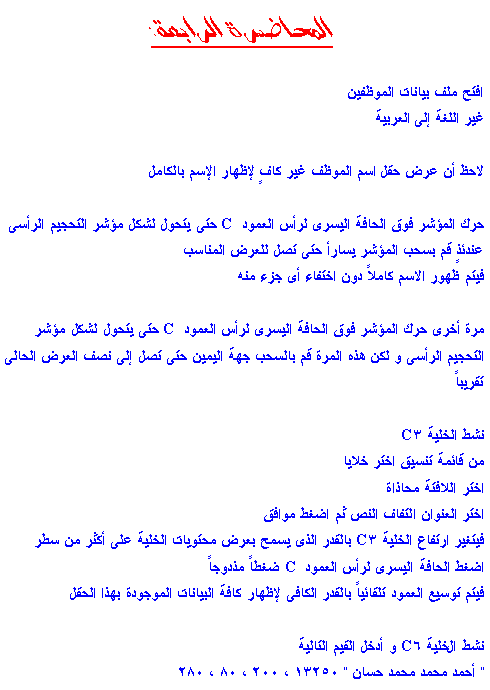 المحاضرة الرابعة:
افتح ملف بيانات الموظفين
غير اللغة إلى العربية
لاحظ أن عرض حقل اسم الموظف غير كافٍ لإظهار الإسم بالكامل
حرك المؤشر فوق الحافة اليسرى لرأس العمود C حتى يتحول لشكل مؤشر التحجيم الرأسى
عندئذٍ قم بسحب المؤشر يساراً حتى تصل للعرض المناسب
فيتم ظهور الاسم كاملاً دون اختفاء أى جزء منه
مرة أخرى حرك المؤشر فوق الحافة اليسرى لرأس العمود C حتى يتحول لشكل مؤشر
التحجيم الرأسى و لكن هذه المرة قم بالسحب جهة اليمين حتى تصل إلى نصف العرض الحالى
تقريباً
نشط الخلية C٣
من قائمة تنسيق اختر خلايا
اختر اللافتة محاذاة
اختر العنوان التفاف النص ثم اضغط موافق
فيتغير ارتفاع الخلية C٣ بالقدر الذى يسمح بعرض محتويات الخلية على أكثر من سطر
اضغط الحافة اليسرى لرأس العمود C ضغطاً مذدوجاً
فيتم توسيع العمود تلقائياً بالقدر الكافى لإظهار كافة البيانات الموجودة بهذا الحقل
نشط الخلية C٦ و أدخل القيم التالية
" أحمد محمد محمد حسان " ١٣٢٥٠ ، ٢٠٠ ، ٨٠ ، ٢٨٠